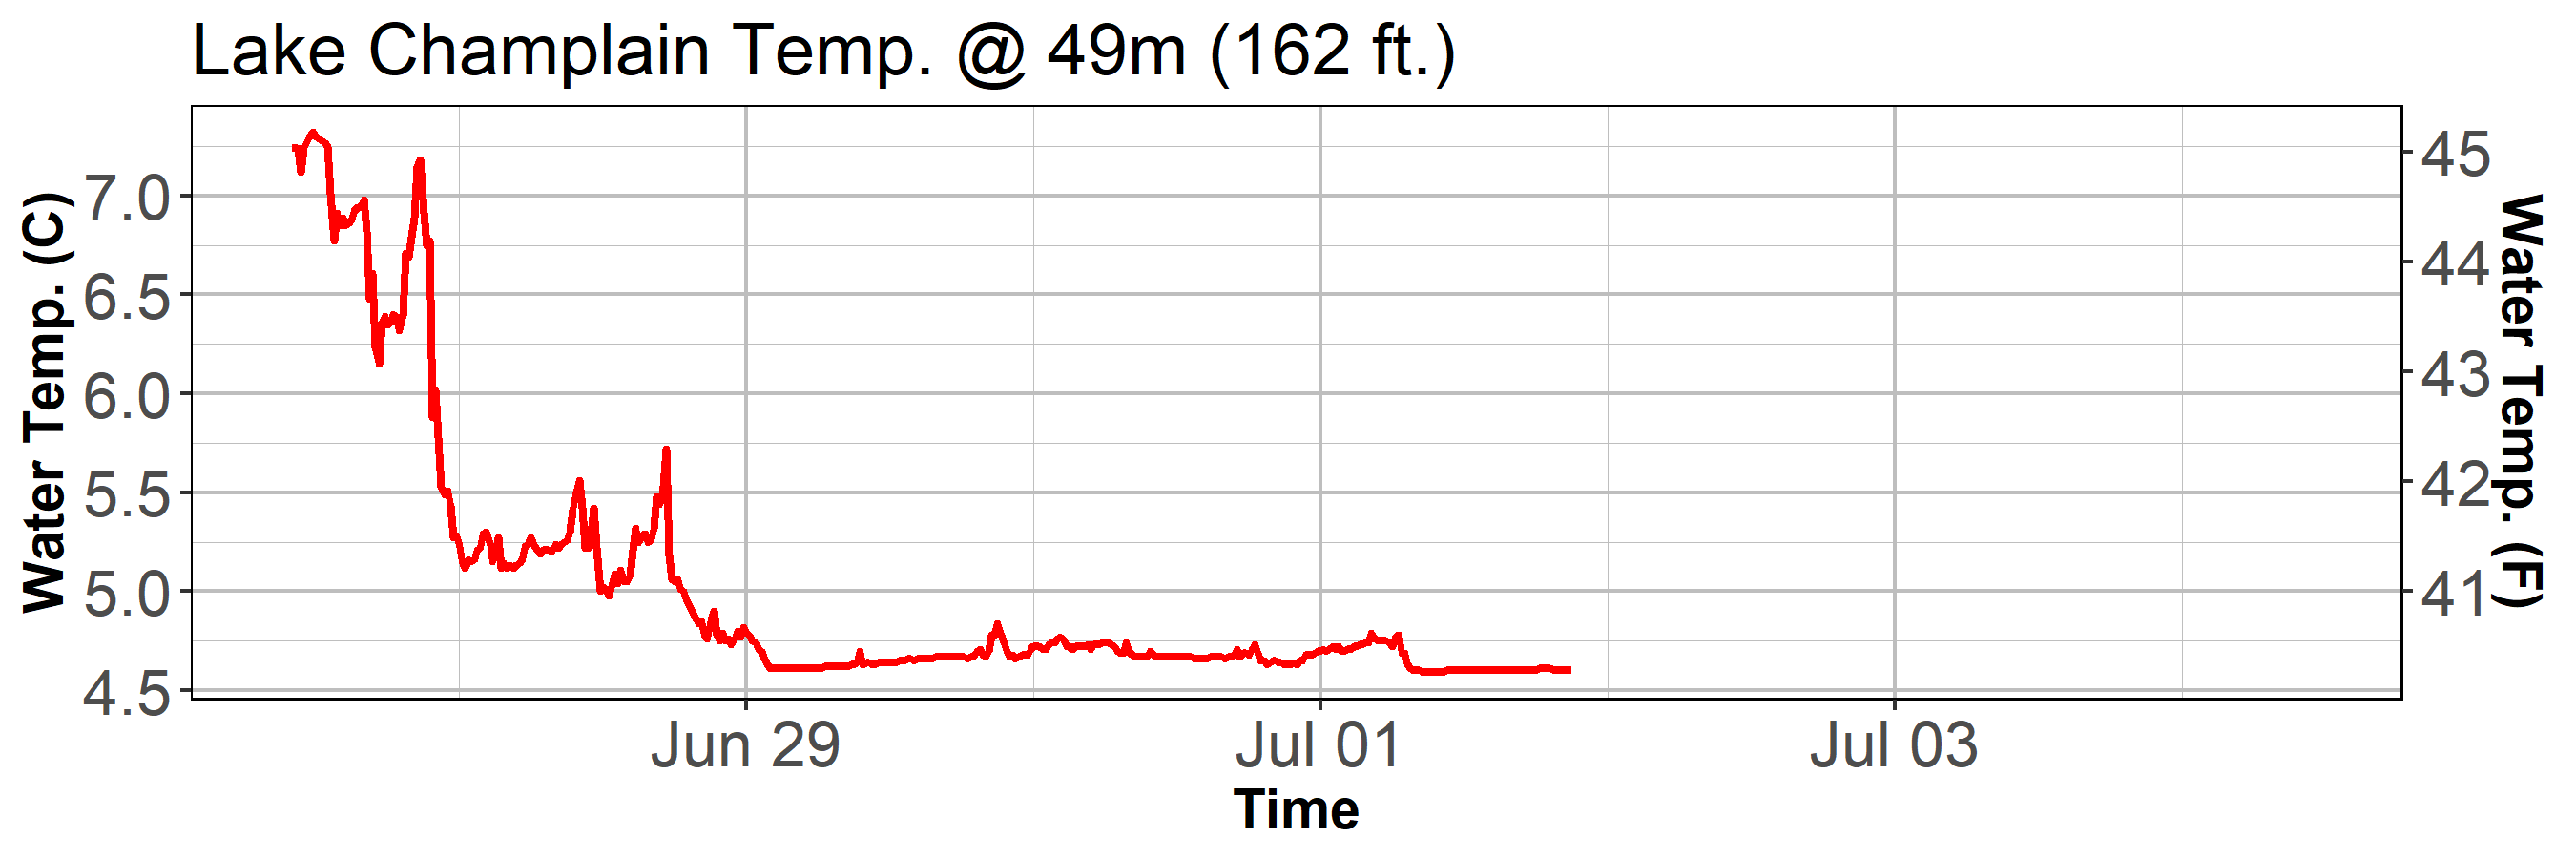 Lake Champlain Temp. @ 49m (162 ft.)
Water Temp. (C)
7.0
6.5
6.0
5.5
5.0
4.5
45
44
43
42
41
Water Temp. (F)
Jun 29 Jul 01 Jul 03
Time